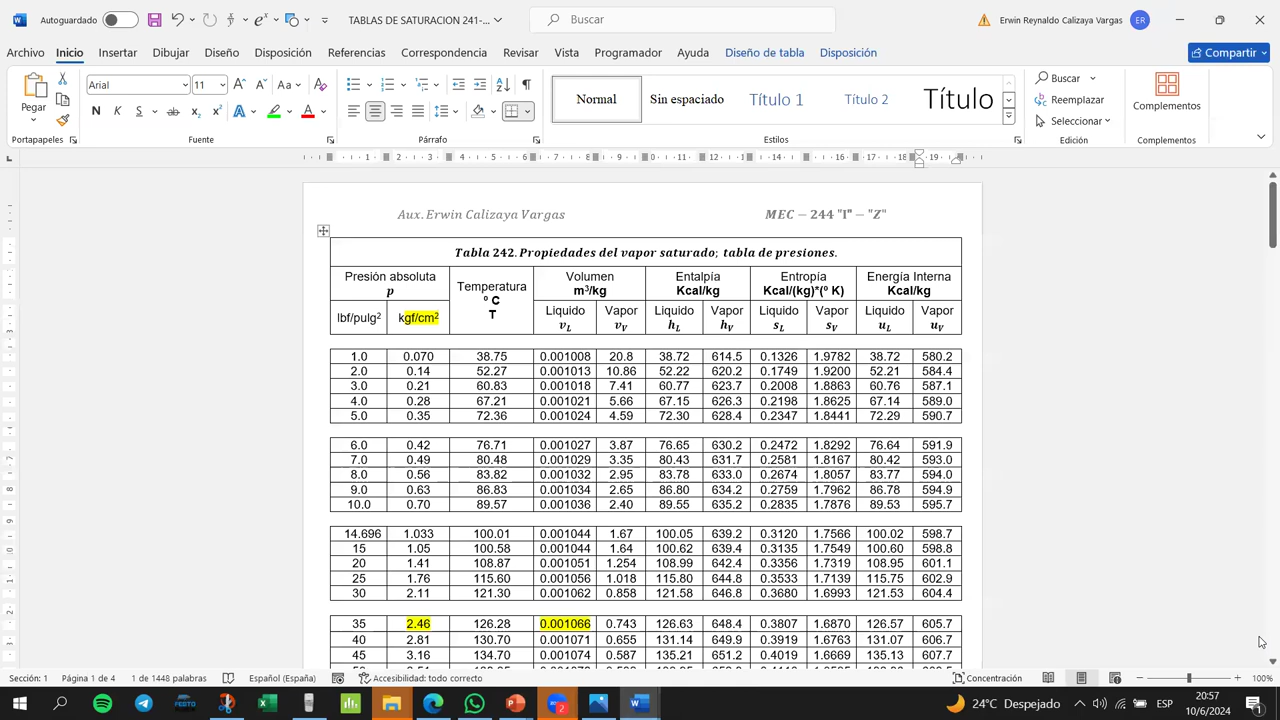 Autoguardado
TABLAS DE SATURACION 241-...
Buscar
Erwin Reynaldo Calizaya Vargas
ER
Archivo Inicio Insertar Dibujar Diseño Disposición Referencias Correspondencia Revisar Vista Programador Ayuda Diseño de tabla Disposición
Compartir
Pegar
Arial 11
Aa
N K S ab x₂ x²
Normal
Sin espaciado
Título 1
Título 2
Título
Buscar
Reemplazar
Seleccionar
Complementos
Portapapeles Fuente Párrafo Estilos Edición Complementos
Aux. Erwin Calizaya Vargas MEC − 244 "I" − "Z"
Tabla 242. Propiedades del vapor saturado; tabla de presiones.
Presión absoluta p
Temperatura º C T
Volumen m³/kg
Entalpía Kcal/kg
Entropía Kcal/(kg)*(º K)
Energía Interna Kcal/kg
lbf/pulg² kgf/cm² Liquido vL Vapor vV Liquido hL Vapor hV Liquido sL Vapor sV Liquido uL Vapor uV
1.0 0.070 38.75 0.001008 20.8 38.72 614.5 0.1326 1.9782 38.72 580.2
2.0 0.14 52.27 0.001013 10.86 52.22 620.2 0.1749 1.9200 52.21 584.4
3.0 0.21 60.83 0.001018 7.41 60.77 623.7 0.2008 1.8863 60.76 587.1
4.0 0.28 67.21 0.001021 5.66 67.15 626.3 0.2198 1.8625 67.14 589.0
5.0 0.35 72.36 0.001024 4.59 72.30 628.4 0.2347 1.8441 72.29 590.7
6.0 0.42 76.71 0.001027 3.87 76.65 630.2 0.2472 1.8292 76.64 591.9
7.0 0.49 80.48 0.001029 3.35 80.43 631.7 0.2581 1.8167 80.42 593.0
8.0 0.56 83.82 0.001032 2.95 83.78 633.0 0.2674 1.8057 83.77 594.0
9.0 0.63 86.83 0.001034 2.65 86.80 634.2 0.2759 1.7962 86.78 594.9
10.0 0.70 89.57 0.001036 2.40 89.55 635.2 0.2835 1.7876 89.53 595.7
14.696 1.033 100.01 0.001044 1.67 100.05 639.2 0.3120 1.7566 100.02 598.7
15 1.05 100.58 0.001044 1.64 100.62 639.4 0.3135 1.7549 100.60 598.8
20 1.41 108.87 0.001051 1.254 108.99 642.4 0.3356 1.7319 108.95 601.1
25 1.76 115.60 0.001056 1.018 115.80 644.8 0.3533 1.7139 115.75 602.9
30 2.11 121.30 0.001062 0.858 121.58 646.8 0.3680 1.6993 121.53 604.4
35 2.46 126.28 0.001066 0.743 126.63 648.4 0.3807 1.6870 126.57 605.7
40 2.81 130.70 0.001071 0.655 131.14 649.9 0.3919 1.6763 131.07 606.7
45 3.16 134.70 0.001074 0.587 135.21 651.2 0.4019 1.6669 135.13 607.7
Sección: 1 Página 1 de 4 1 de 1448 palabras Español (España) Accesibilidad: todo correcto Concentración 100%
FESTO
24°C Despejado
ESP
20:57
10/6/2024